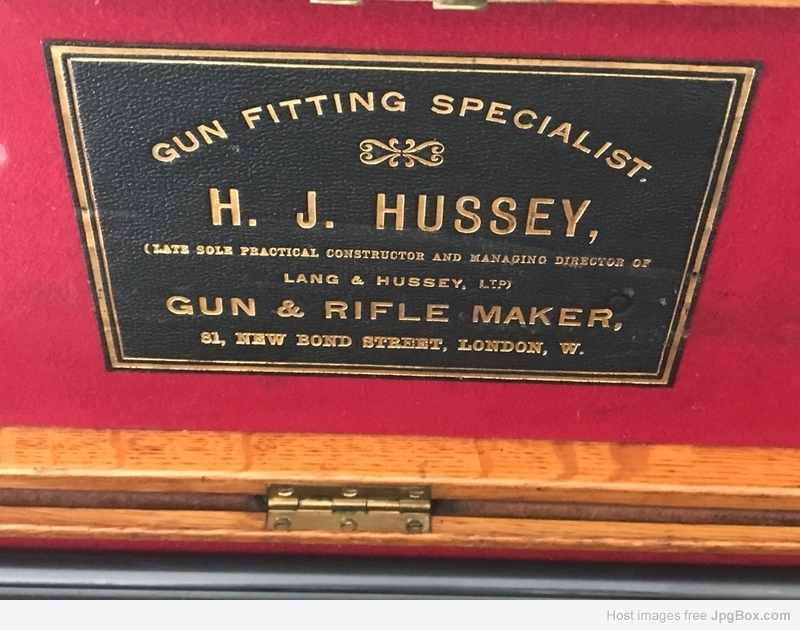 GUN FITTING SPECIALIST.
H. J. HUSSEY,
(LATE SOLE PRACTICAL CONSTRUCTOR AND MANAGING DIRECTOR OF
LANG & HUSSEY, LTD)
GUN & RIFLE MAKER,
81, NEW BOND STREET, LONDON, W.
Host images free JpgBox.com